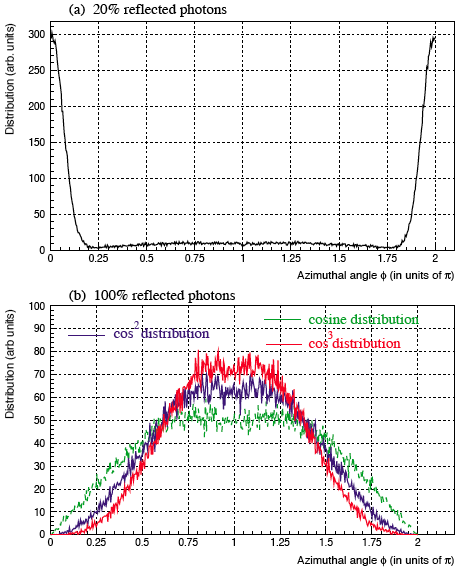 (a) 20% reflected photons
Distribution (arb. units)
300
250
200
150
100
50
0
0 0.25 0.5 0.75 1 1.25 1.5 1.75 2
Azimuthal angle ϕ (in units of π)
(b) 100% reflected photons
Distribution (arb units)
100
90
80
70
60
50
40
30
20
10
0
cos² distribution
cosine distribution
cos³ distribution
0 0.25 0.5 0.75 1 1.25 1.5 1.75 2
Azimuthal angle ϕ (in units of π)